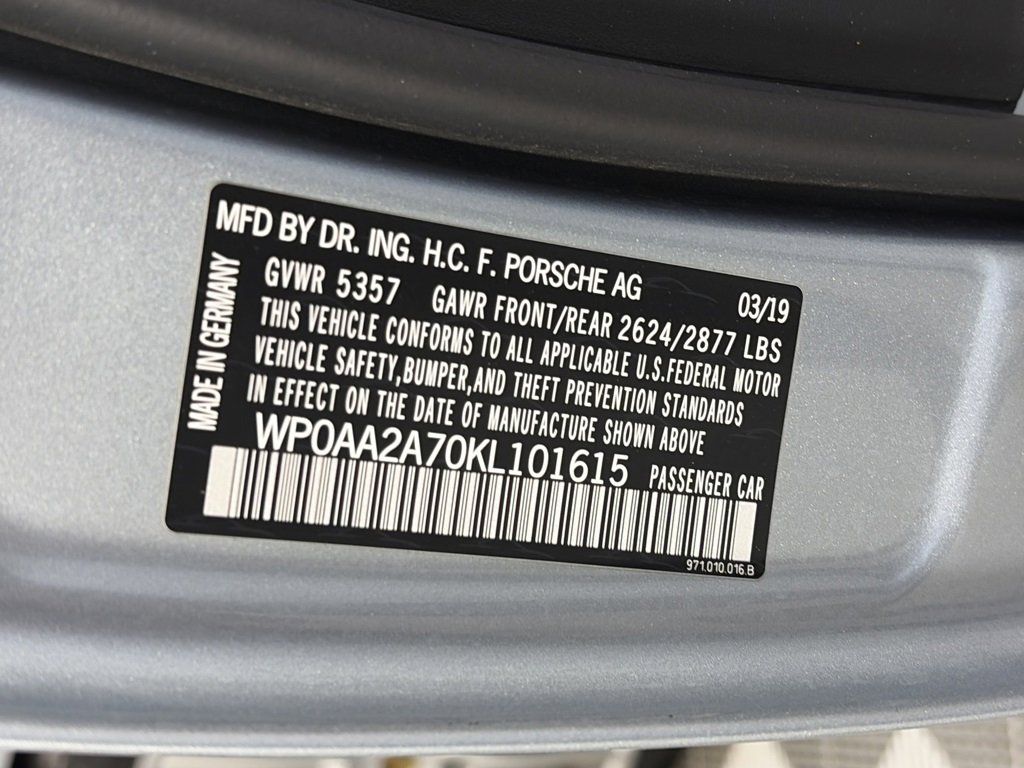 MFD BY DR. ING. H.C. F. PORSCHE AG 03/19
GVWR 5357 GAWR FRONT/REAR 2624/2877 LBS
THIS VEHICLE CONFORMS TO ALL APPLICABLE U.S.FEDERAL MOTOR
VEHICLE SAFETY,BUMPER,AND THEFT PREVENTION STANDARDS
IN EFFECT ON THE DATE OF MANUFACTURE SHOWN ABOVE
WP0AA2A70KL101615 PASSENGER CAR
971.010.016.B
MADE IN GERMANY